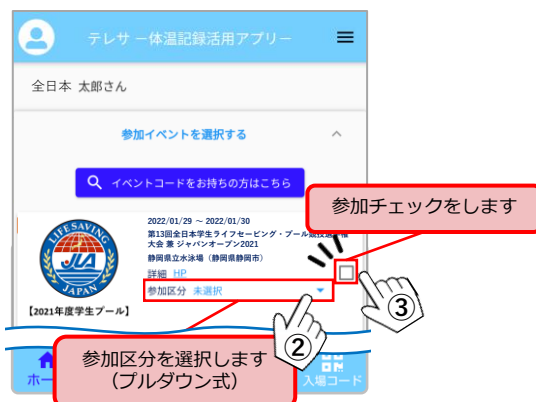 テレサ －体温記録活用アプリ－
全日本 太郎さん
参加イベントを選択する
イベントコードをお持ちの方はこちら
参加チェックをします
2022/01/29 ～ 2022/01/30
第13回全日本学生ライフセービング・プール競技選手権
大会 兼 ジャパンオープン2021
静岡県立水泳場（静岡県静岡市）
詳細 HP
参加区分 未選択
LIFESAVING
JLA
JAPAN
【2021年度学生プール】
③
②
参加区分を選択します
（プルダウン式）
ホー
入場コード